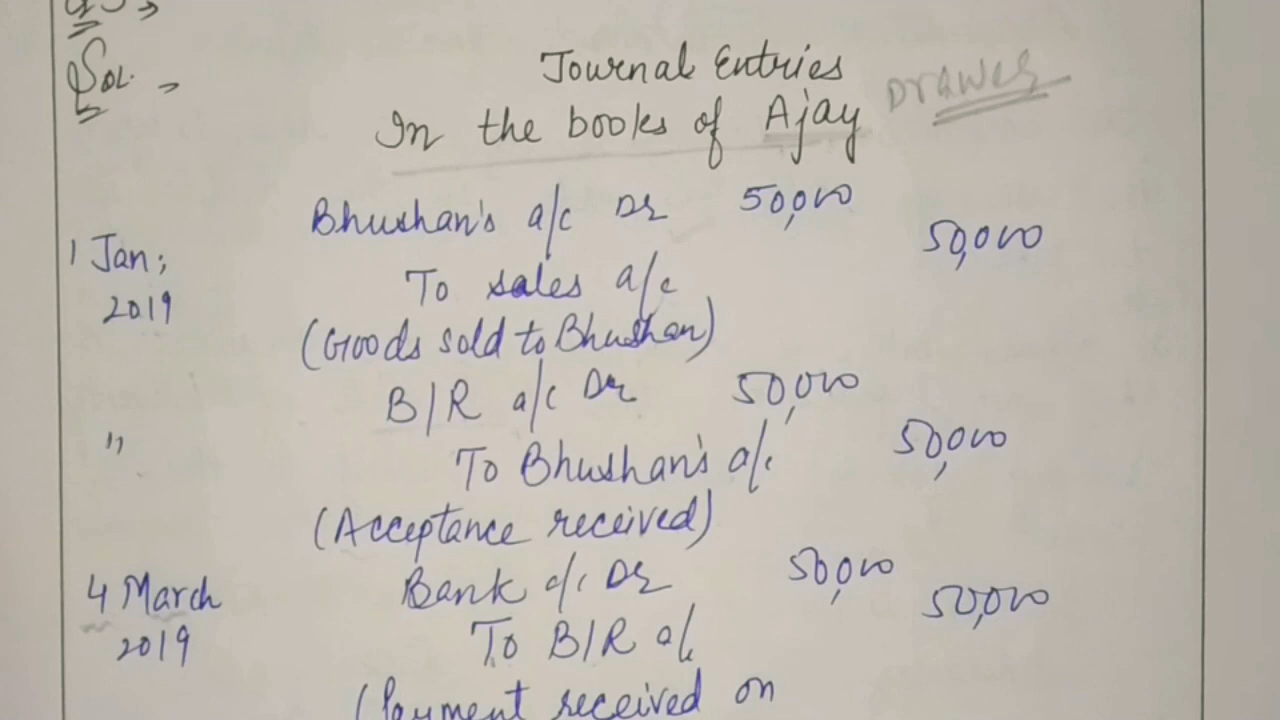 Sol.
Journal Entries
In the books of Ajay Drawer
Bhushan's a/c Dr 50,000
1 Jan; 2019 To sales a/c 50,000
(Goods sold to Bhushan)
B/R a/c Dr 50,000
" To Bhushan's a/c 50,000
(Acceptance received)
4 March 2019 Bank a/c Dr 50,000
To B/R a/c 50,000
(Payment received on